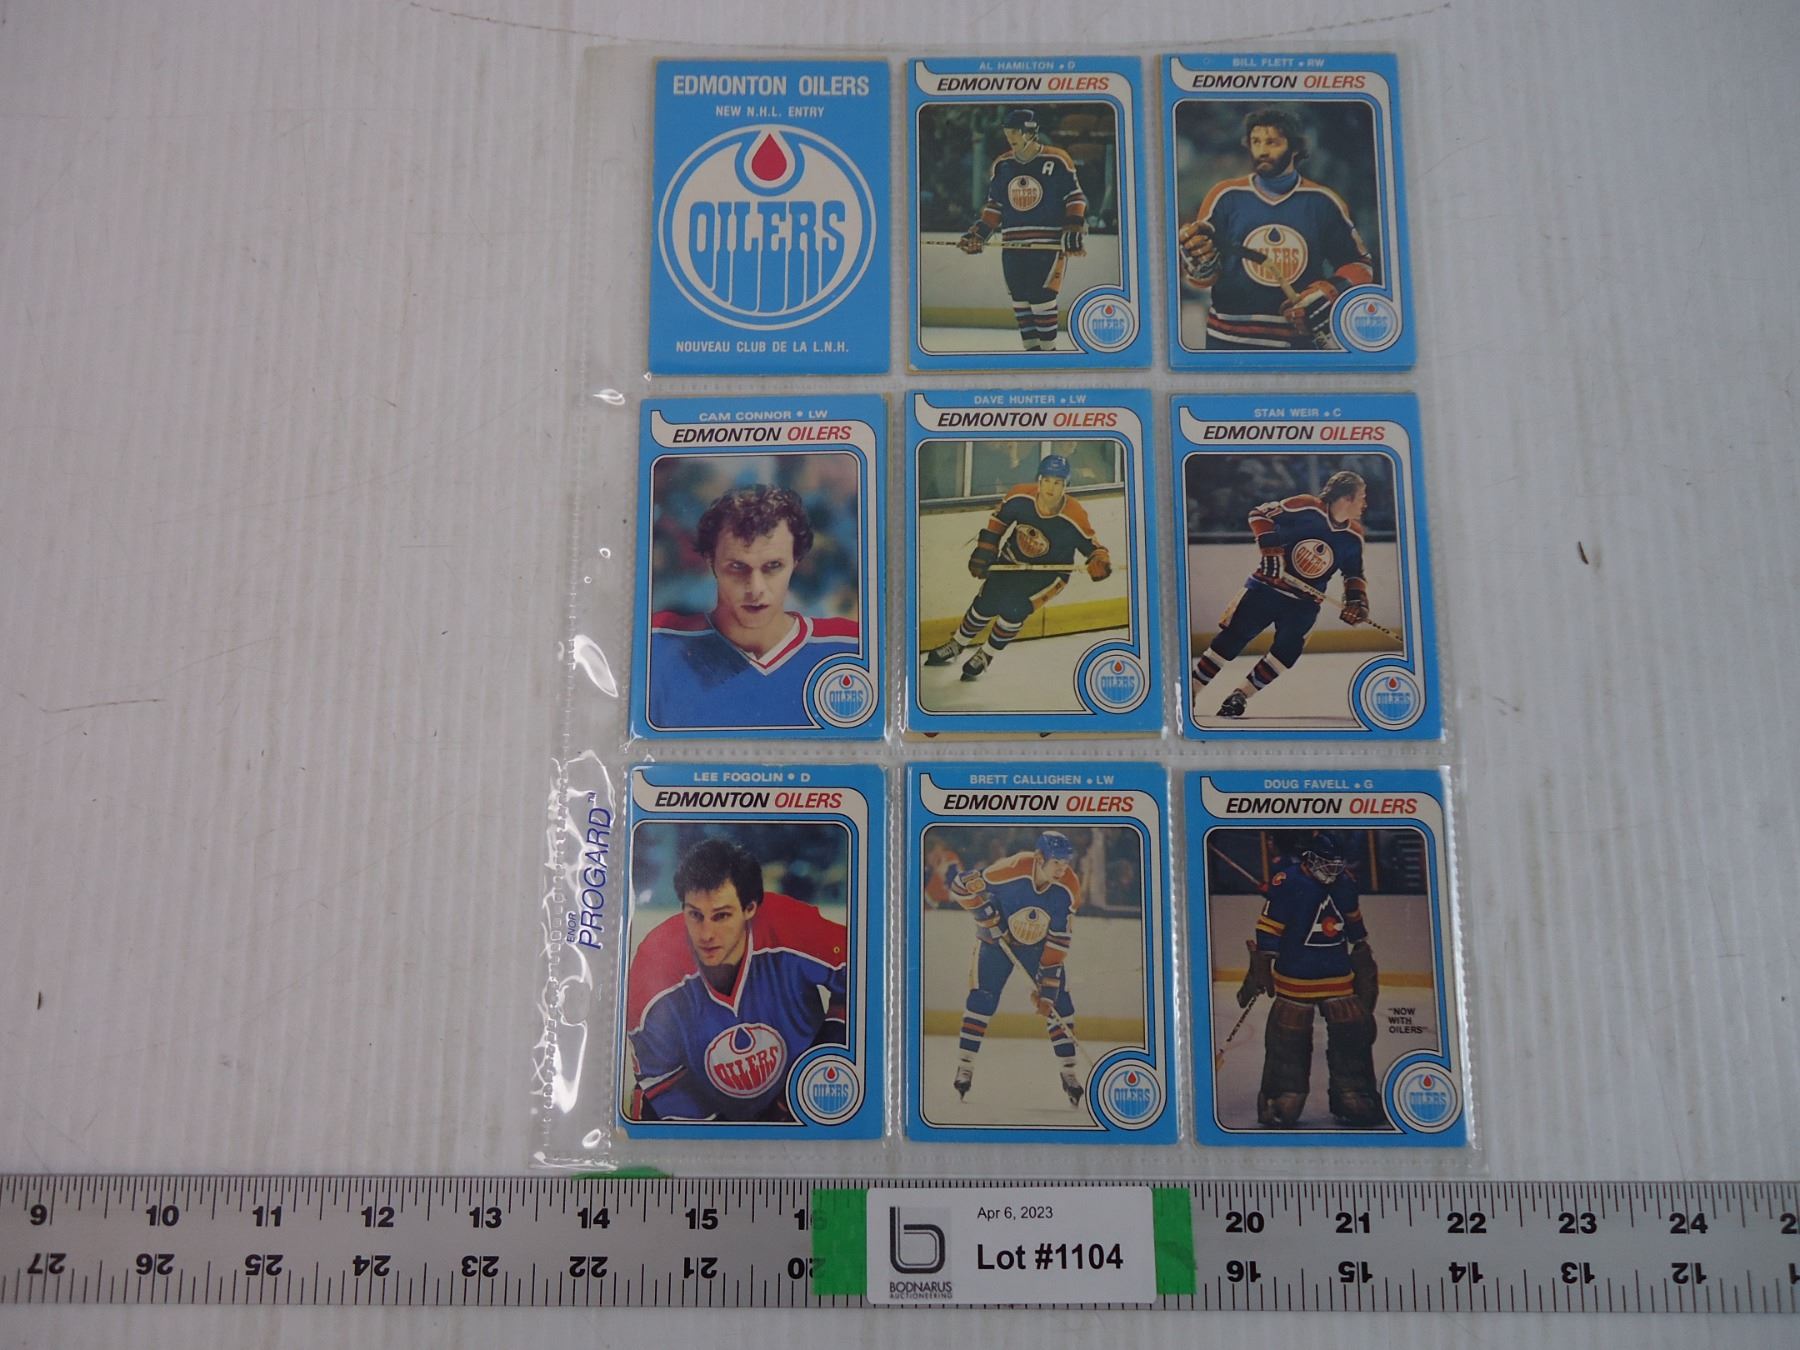 EDMONTON OILERS
NEW N.H.L. ENTRY
OILERS
NOUVEAU CLUB DE LA L.N.H.
AL HAMILTON • D
EDMONTON OILERS
A
OILERS
OILERS
BILL FLETT • RW
EDMONTON OILERS
OILERS
OILERS
CAM CONNOR • LW
EDMONTON OILERS
OILERS
DAVE HUNTER • LW
EDMONTON OILERS
OILERS
OILERS
STAN WEIR • C
EDMONTON OILERS
OILERS
OILERS
LEE FOGOLIN • D
EDMONTON OILERS
OILERS
OILERS
BRETT CALLIGHEN • LW
EDMONTON OILERS
OILERS
OILERS
DOUG FAVELL • G
EDMONTON OILERS
C
"NOW
WITH
OILERS"
OILERS
ENOR
PROGARD™
9 10 11 12 13 14 15 16 20 21 22 23 24
27 26 25 24 23 22 21 20 16 15 14 13 12
Apr 6, 2023
Lot #1104
BODNARUS
AUCTIONEERING